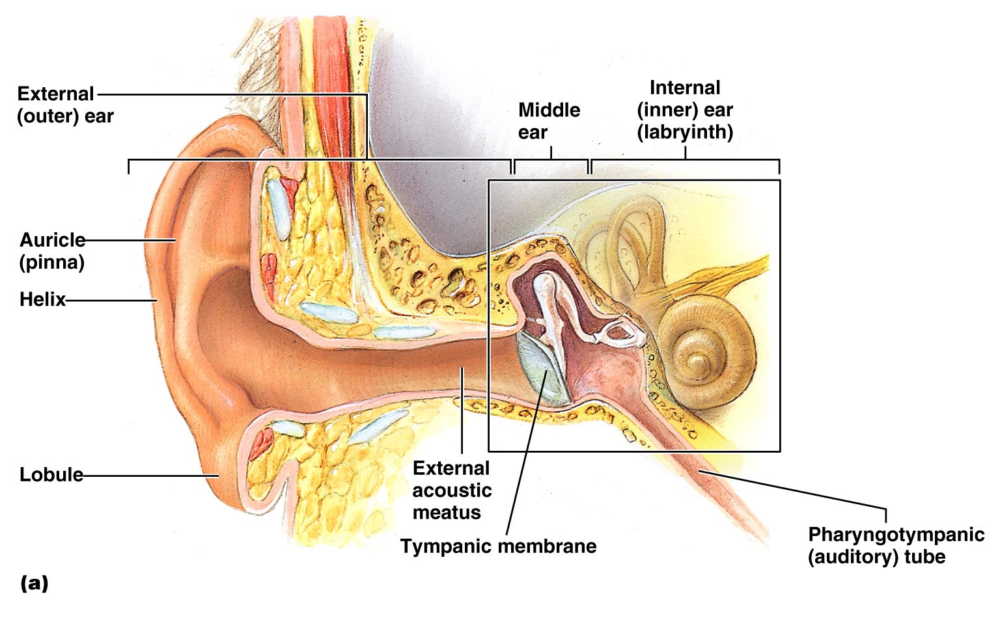 External
(outer) ear
Middle
ear
Internal
(inner) ear
(labryinth)
Auricle
(pinna)
Helix
Lobule
External
acoustic
meatus
Tympanic membrane
Pharyngotympanic
(auditory) tube
(a)